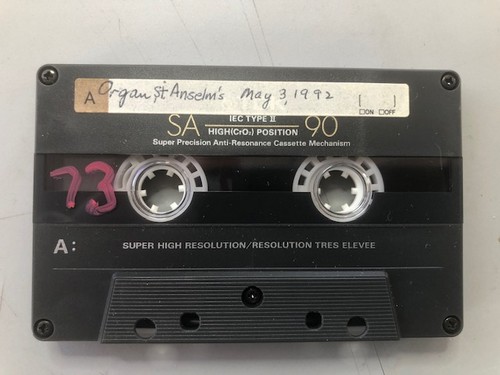 A Organ St Anselm's May 3, 1992
[ ]
□ON □OFF
SA IEC TYPE II HIGH(CrO₂) POSITION 90
Super Precision Anti-Resonance Cassette Mechanism
73
A: SUPER HIGH RESOLUTION/RESOLUTION TRES ELEVEE